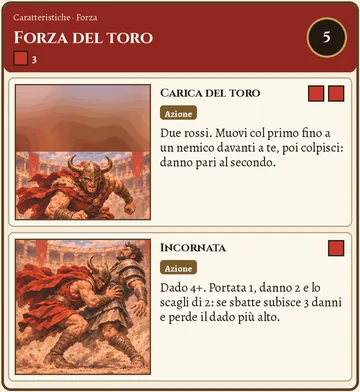 Caratteristiche · Forza
Forza del toro
5
3
Carica del toro
Azione
Due rossi. Muovi col primo fino a
un nemico davanti a te, poi colpisci:
danno pari al secondo.
Incornata
Azione
Dado 4+. Portata 1, danno 2 e lo
scagli di 2: se sbatte subisce 3 danni
e perde il dado più alto.